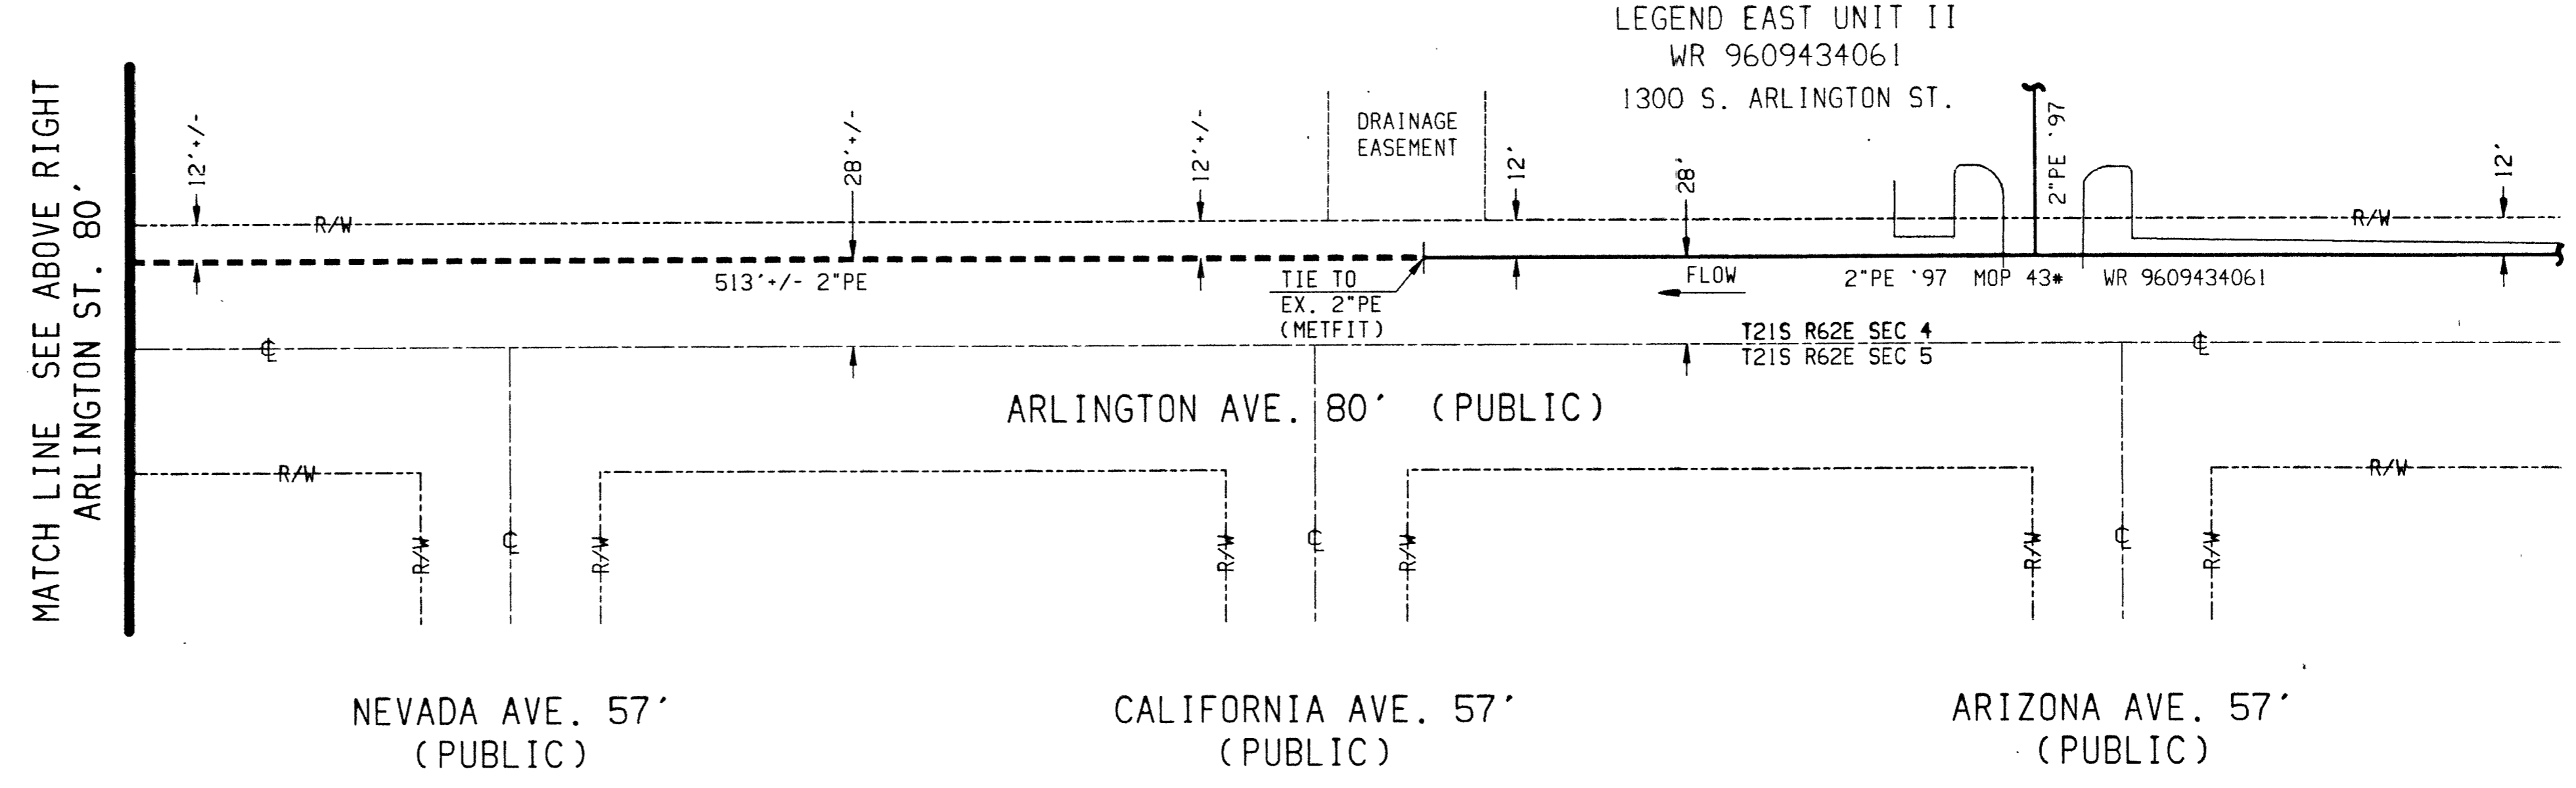 LEGEND EAST UNIT II
WR 9609434061
1300 S. ARLINGTON ST.
MATCH LINE SEE ABOVE RIGHT
ARLINGTON ST. 80'
12'+/-
28'+/-
12'+/-
DRAINAGE
EASEMENT
12'
28'
2"PE '97
12'
R/W
R/W
513'+/- 2"PE
TIE TO
EX. 2"PE
(METFIT)
FLOW
2"PE '97 MOP 43# WR 9609434061
T21S R62E SEC 4
T21S R62E SEC 5
℄
℄
ARLINGTON AVE. 80' (PUBLIC)
R/W
R/W
R/W
℄
R/W
R/W
℄
R/W
R/W
℄
R/W
NEVADA AVE. 57'
(PUBLIC)
CALIFORNIA AVE. 57'
(PUBLIC)
ARIZONA AVE. 57'
(PUBLIC)